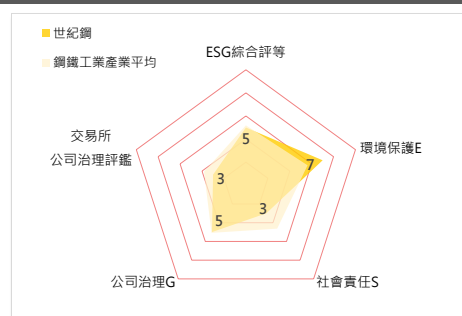 世紀鋼
鋼鐵工業產業平均
ESG綜合評等
5
交易所
公司治理評鑑
環境保護E
7
3
3
5
公司治理G
社會責任S